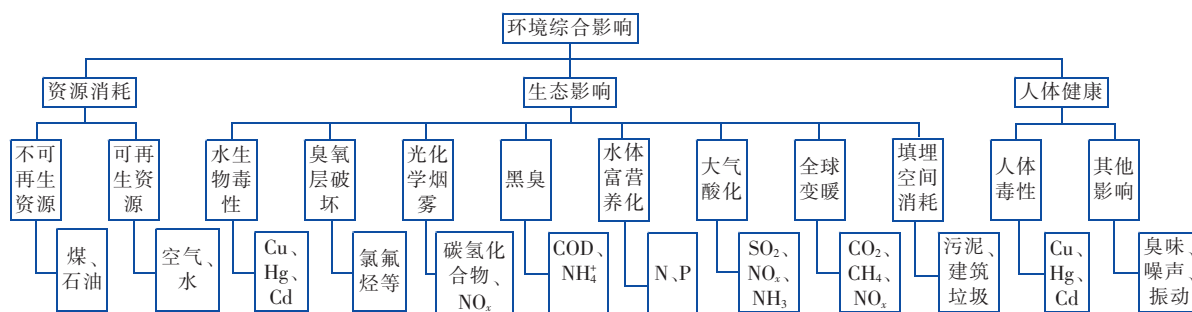 环境综合影响
资源消耗
生态影响
人体健康
不可
再生
资源
可再
生资
源
水生
物毒
性
臭氧
层破
坏
光化
学烟
雾
黑臭
水体
富营
养化
大气
酸化
全球
变暖
填埋
空间
消耗
人体
毒性
其他
影响
煤、
石油
空气、
水
Cu、
Hg、
Cd
氯氟
烃等
碳氢化
合物、
NOₓ
COD、
NH₄⁺
N、P
SO₂、
NOₓ、
NH₃
CO₂、
CH₄、
NOₓ
污泥、
建筑
垃圾
Cu、
Hg、
Cd
臭味、
噪声、
振动